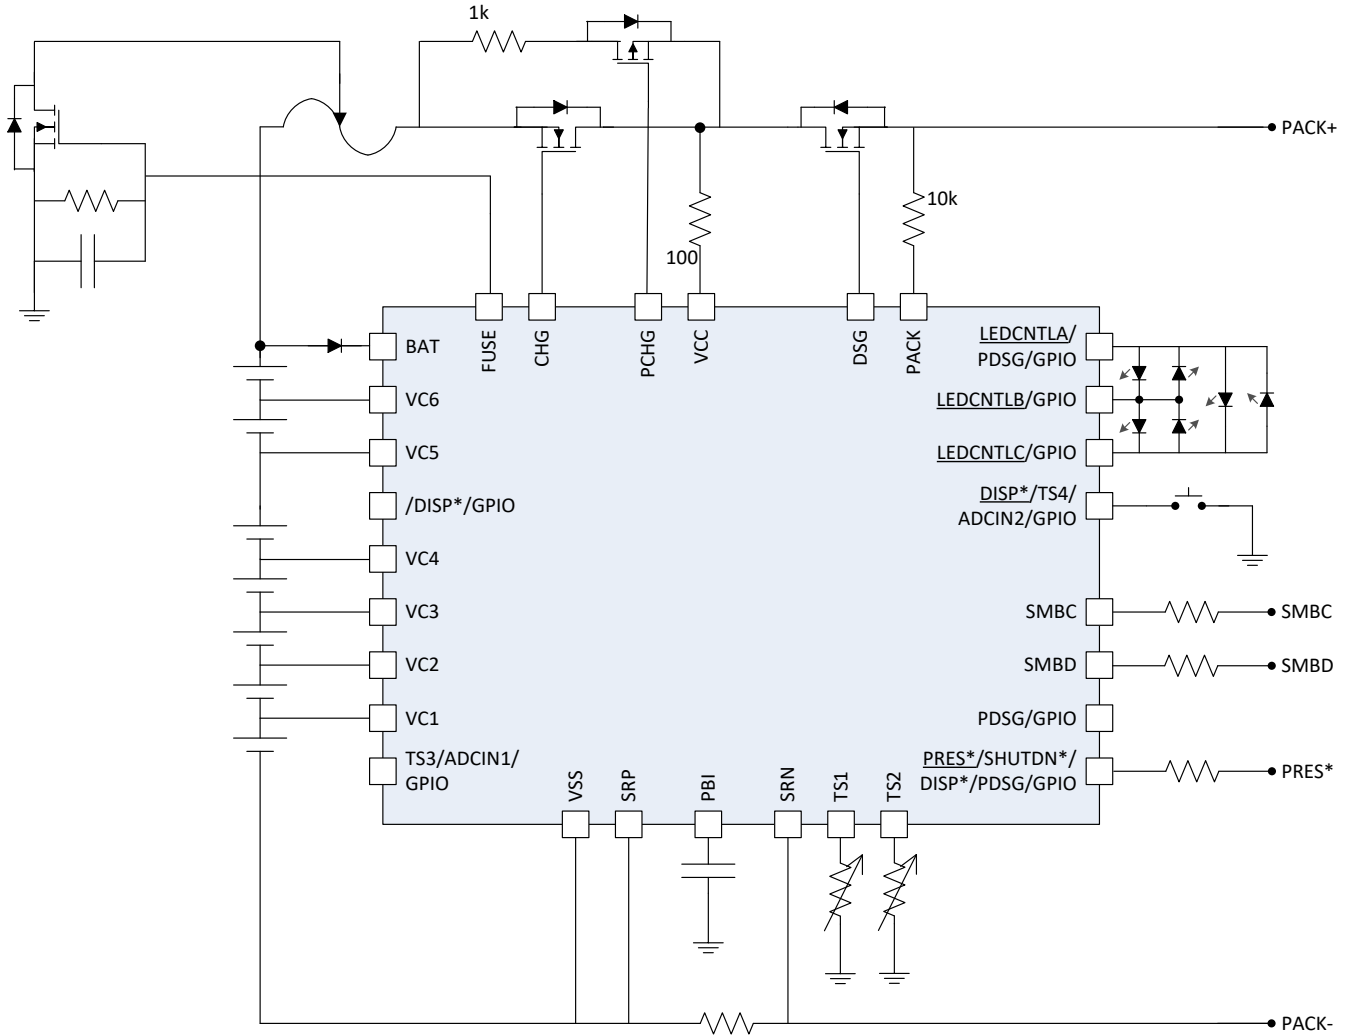 1k
PACK+
10k
100
FUSE
CHG
PCHG
VCC
DSG
PACK
BAT
VC6
VC5
/DISP*/GPIO
VC4
VC3
VC2
VC1
TS3/ADCIN1/
GPIO
LEDCNTLA/
PDSG/GPIO
LEDCNTLB/GPIO
LEDCNTLC/GPIO
DISP*/TS4/
ADCIN2/GPIO
SMBC
SMBC
SMBD
SMBD
PDSG/GPIO
PRES*/SHUTDN*/
DISP*/PDSG/GPIO
PRES*
VSS
SRP
PBI
SRN
TS1
TS2
PACK-